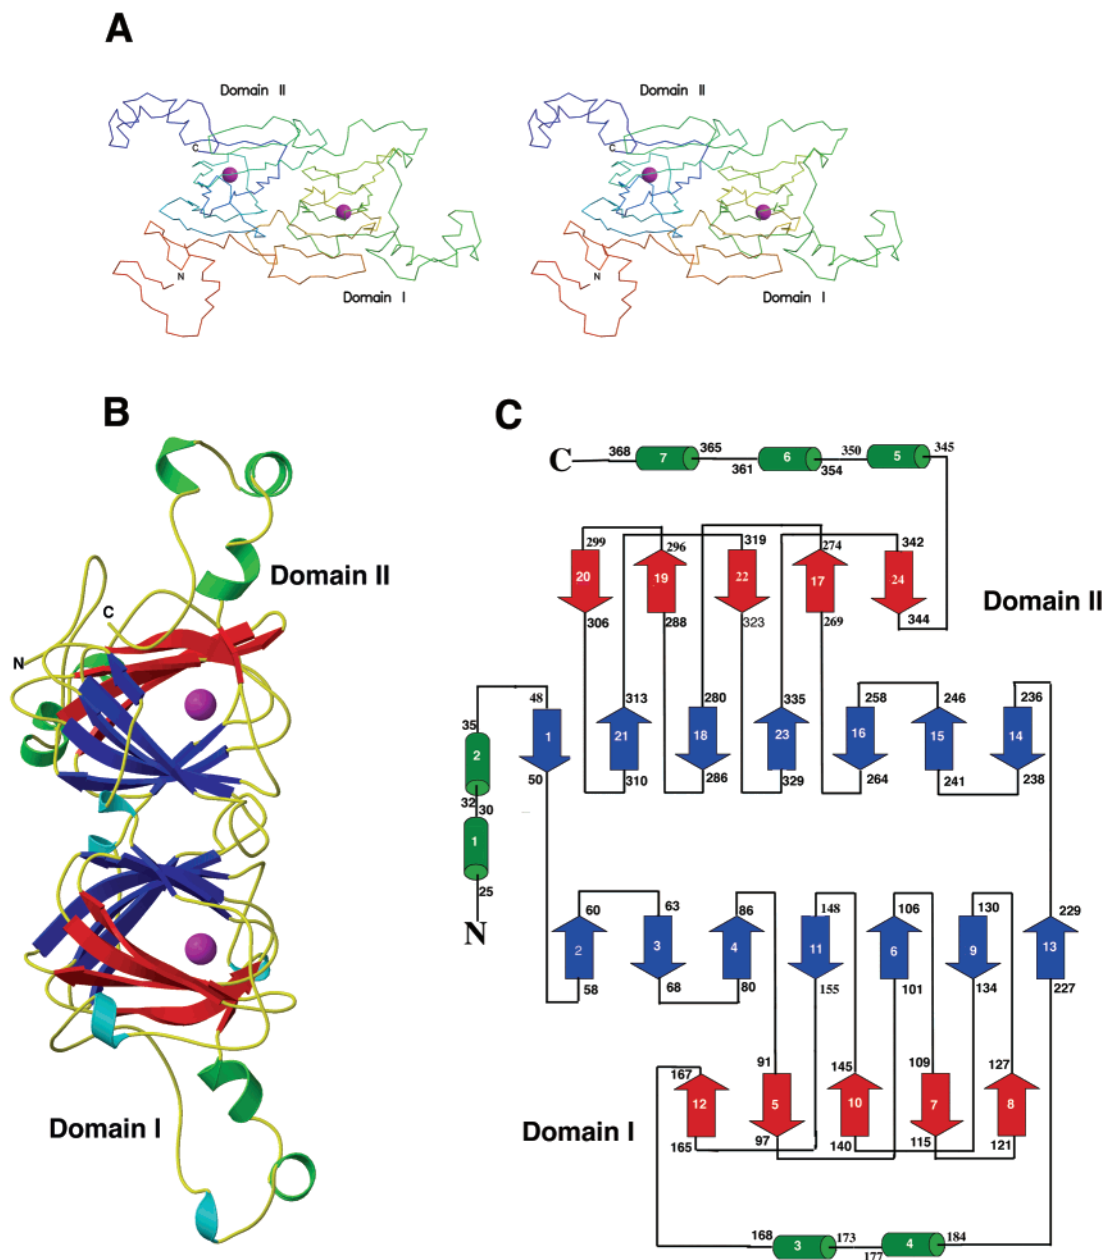 A
Domain II
Domain II
C
C
N
N
Domain I
Domain I
B
C
Domain II
C
N
Domain I
C 368 7 365 361 6 354 350 5 345
299 296 319 274 342
20 19 22 17 24
306 288 323 269 344
Domain II
48 313 280 335 258 246 236
35
2 1 21 18 23 16 15 14
50 310 286 329 264 241 238
32 30
1
25
N
60 63 86 148 106 130 229
2 3 4 11 6 9 13
58 68 80 155 101 134 227
167 91 145 109 127
12 5 10 7 8
Domain I
165 97 140 115 121
168 3 173 177 4 184